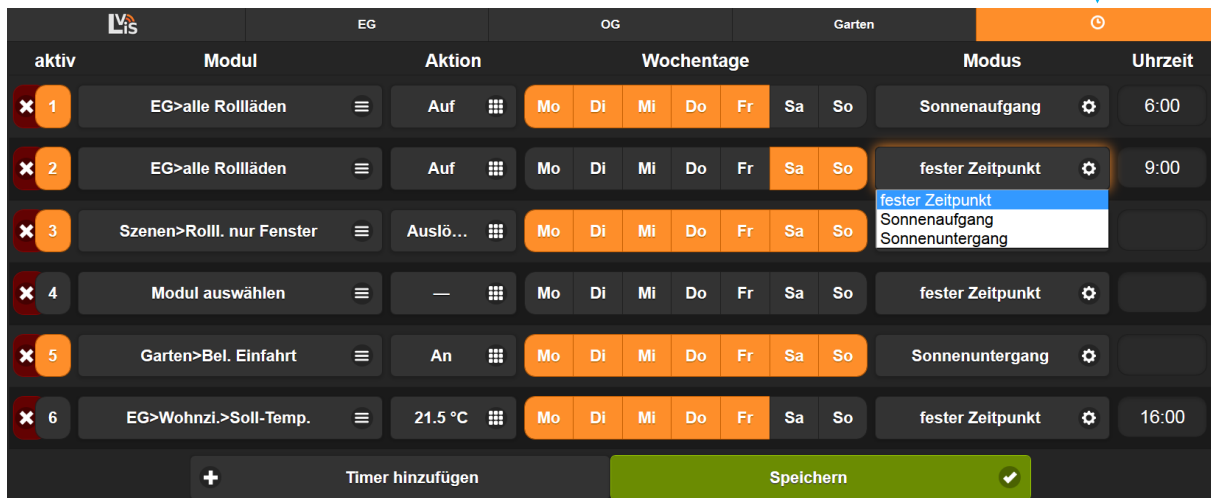 LViS EG OG Garten
aktiv Modul Aktion Wochentage Modus Uhrzeit
1 EG>alle Rollläden Auf Mo Di Mi Do Fr Sa So Sonnenaufgang 6:00
2 EG>alle Rollläden Auf Mo Di Mi Do Fr Sa So fester Zeitpunkt 9:00
fester Zeitpunkt
Sonnenaufgang
Sonnenuntergang
3 Szenen>Rolll. nur Fenster Auslö... Mo Di Mi Do Fr Sa So
4 Modul auswählen — Mo Di Mi Do Fr Sa So fester Zeitpunkt
5 Garten>Bel. Einfahrt An Mo Di Mi Do Fr Sa So Sonnenuntergang
6 EG>Wohnzi.>Soll-Temp. 21.5 °C Mo Di Mi Do Fr Sa So fester Zeitpunkt 16:00
Timer hinzufügen Speichern